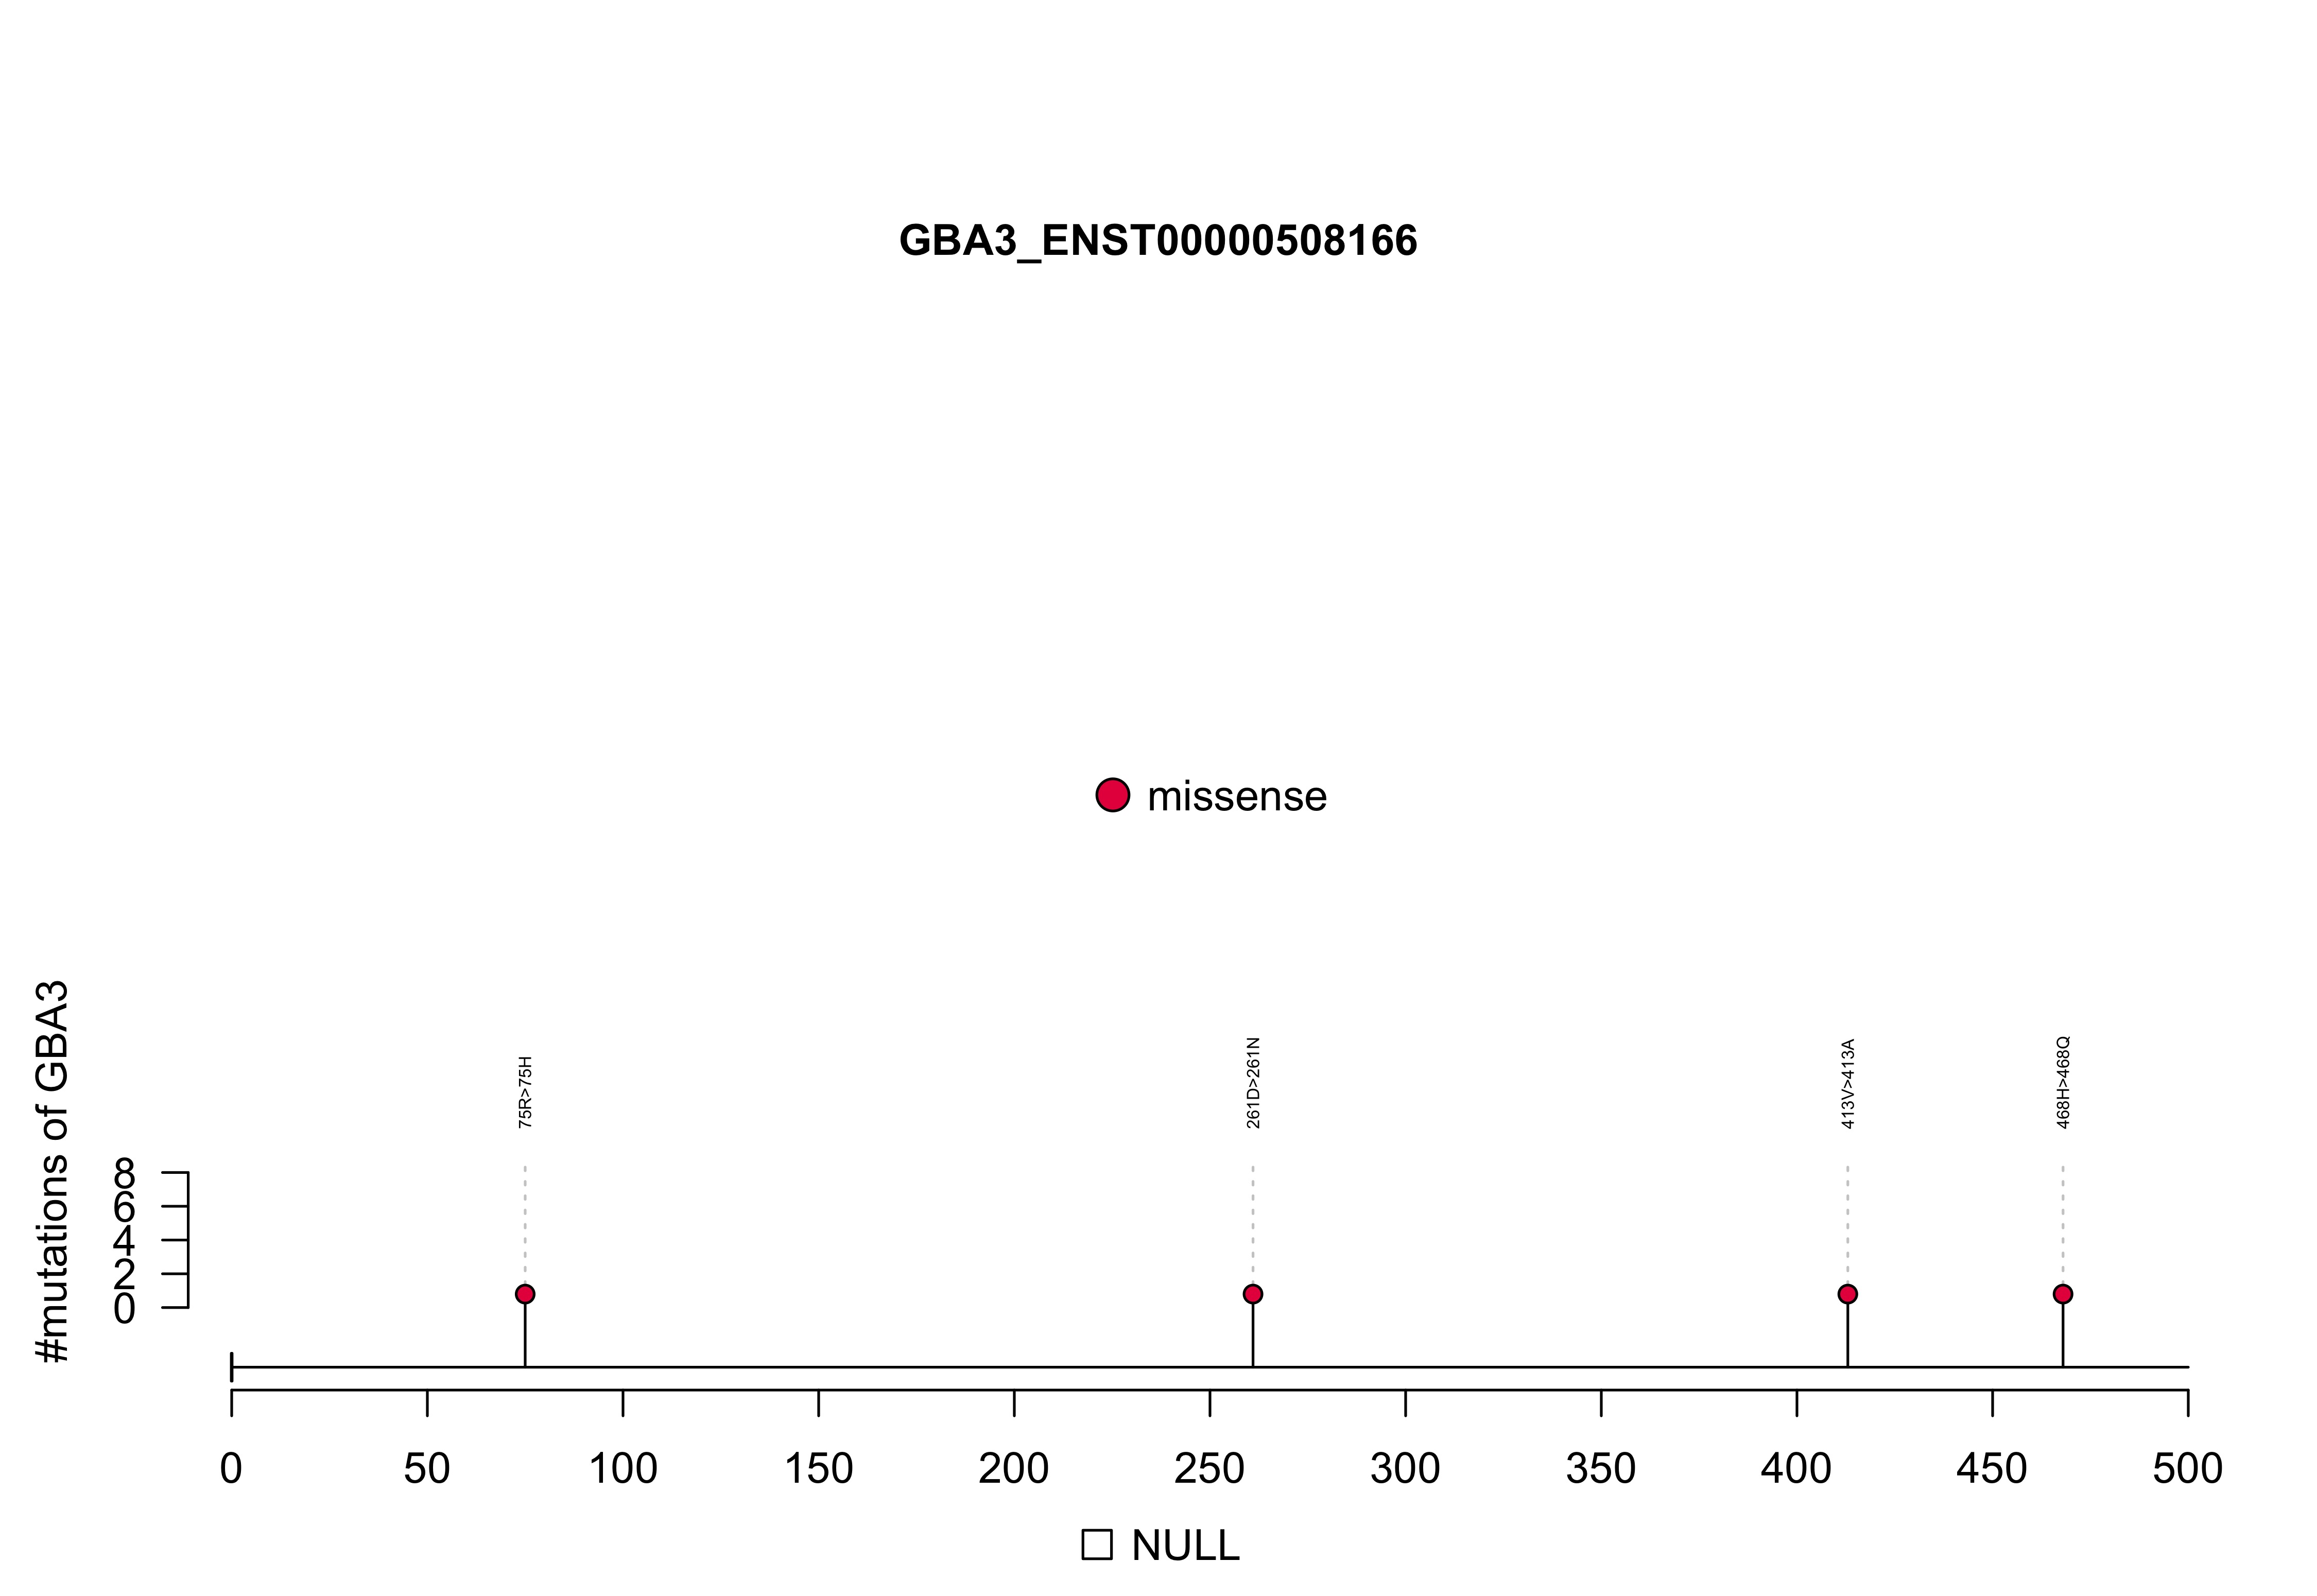 GBA3_ENST00000508166
missense
#mutations of GBA3
75R>75H
261D>261N
413V>413A
468H>468Q
8
6
4
2
0
0 50 100 150 200 250 300 350 400 450 500
NULL